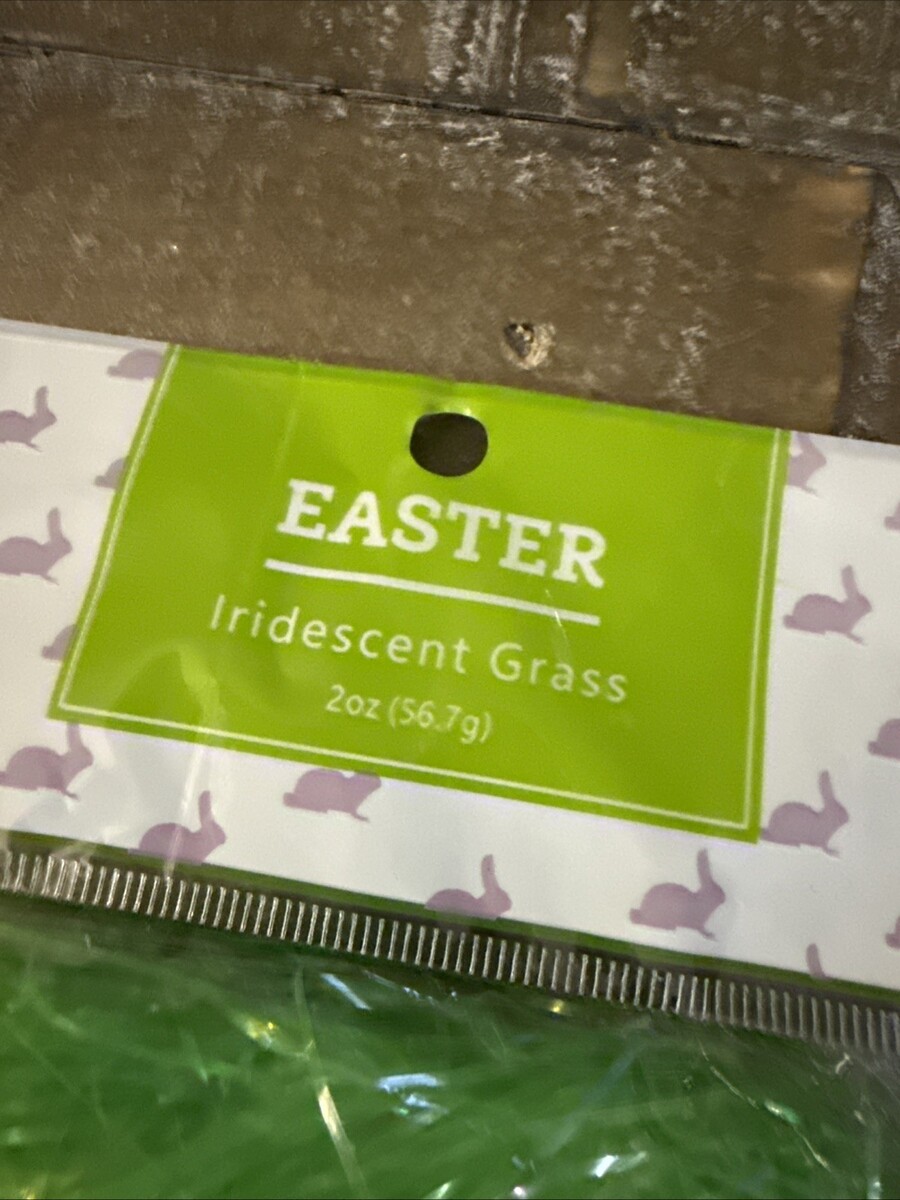 EASTER
Iridescent Grass
2oz (56.7g)